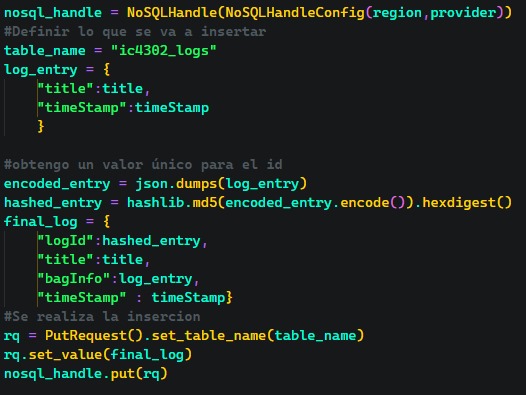 nosql_handle = NoSQLHandle(NoSQLHandleConfig(region,provider))
#Definir lo que se va a insertar
table_name = "ic4302_logs"
log_entry = {
    "title":title,
    "timeStamp":timeStamp
    }
#obtengo un valor único para el id
encoded_entry = json.dumps(log_entry)
hashed_entry = hashlib.md5(encoded_entry.encode()).hexdigest()
final_log = {
    "logId":hashed_entry,
    "title":title,
    "bagInfo":log_entry,
    "timeStamp" : timeStamp}
#Se realiza la insercion
rq = PutRequest().set_table_name(table_name)
rq.set_value(final_log)
nosql_handle.put(rq)